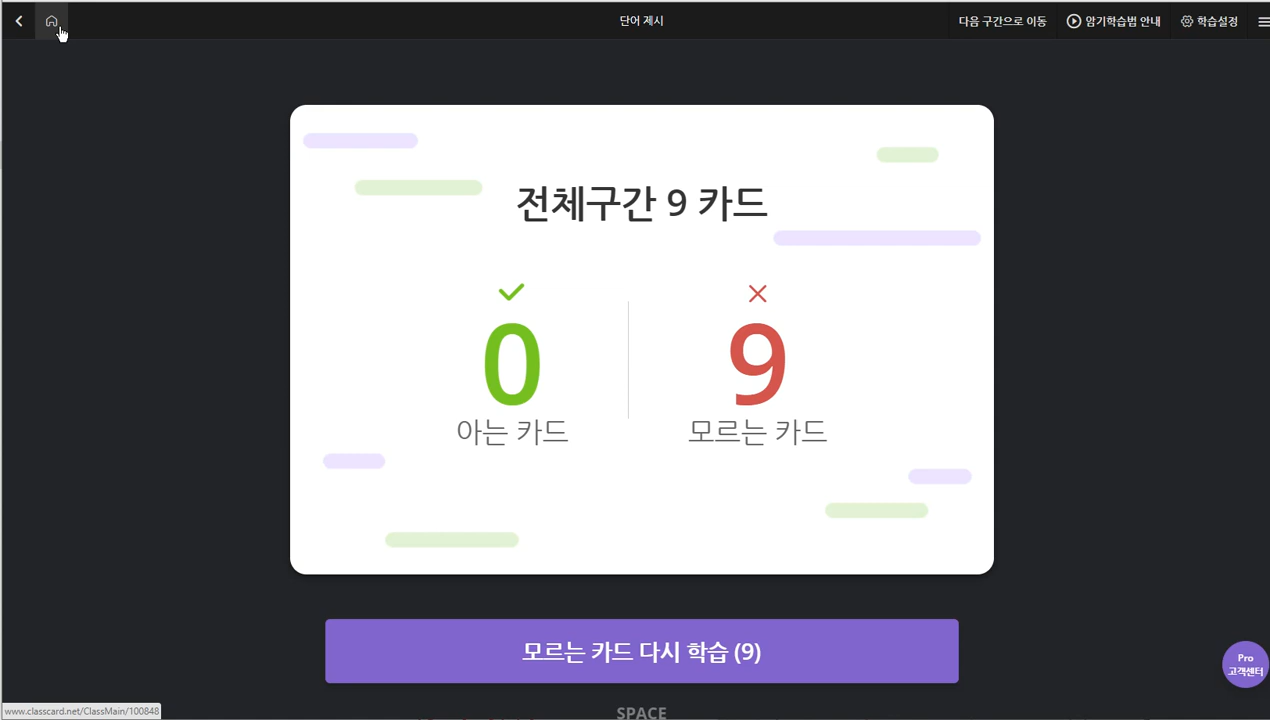 단어 제시
다음 구간으로 이동
암기학습법 안내
학습설정
전체구간 9 카드
0
9
아는 카드
모르는 카드
모르는 카드 다시 학습 (9)
Pro
고객센터
www.classcard.net/ClassMain/100848
SPACE